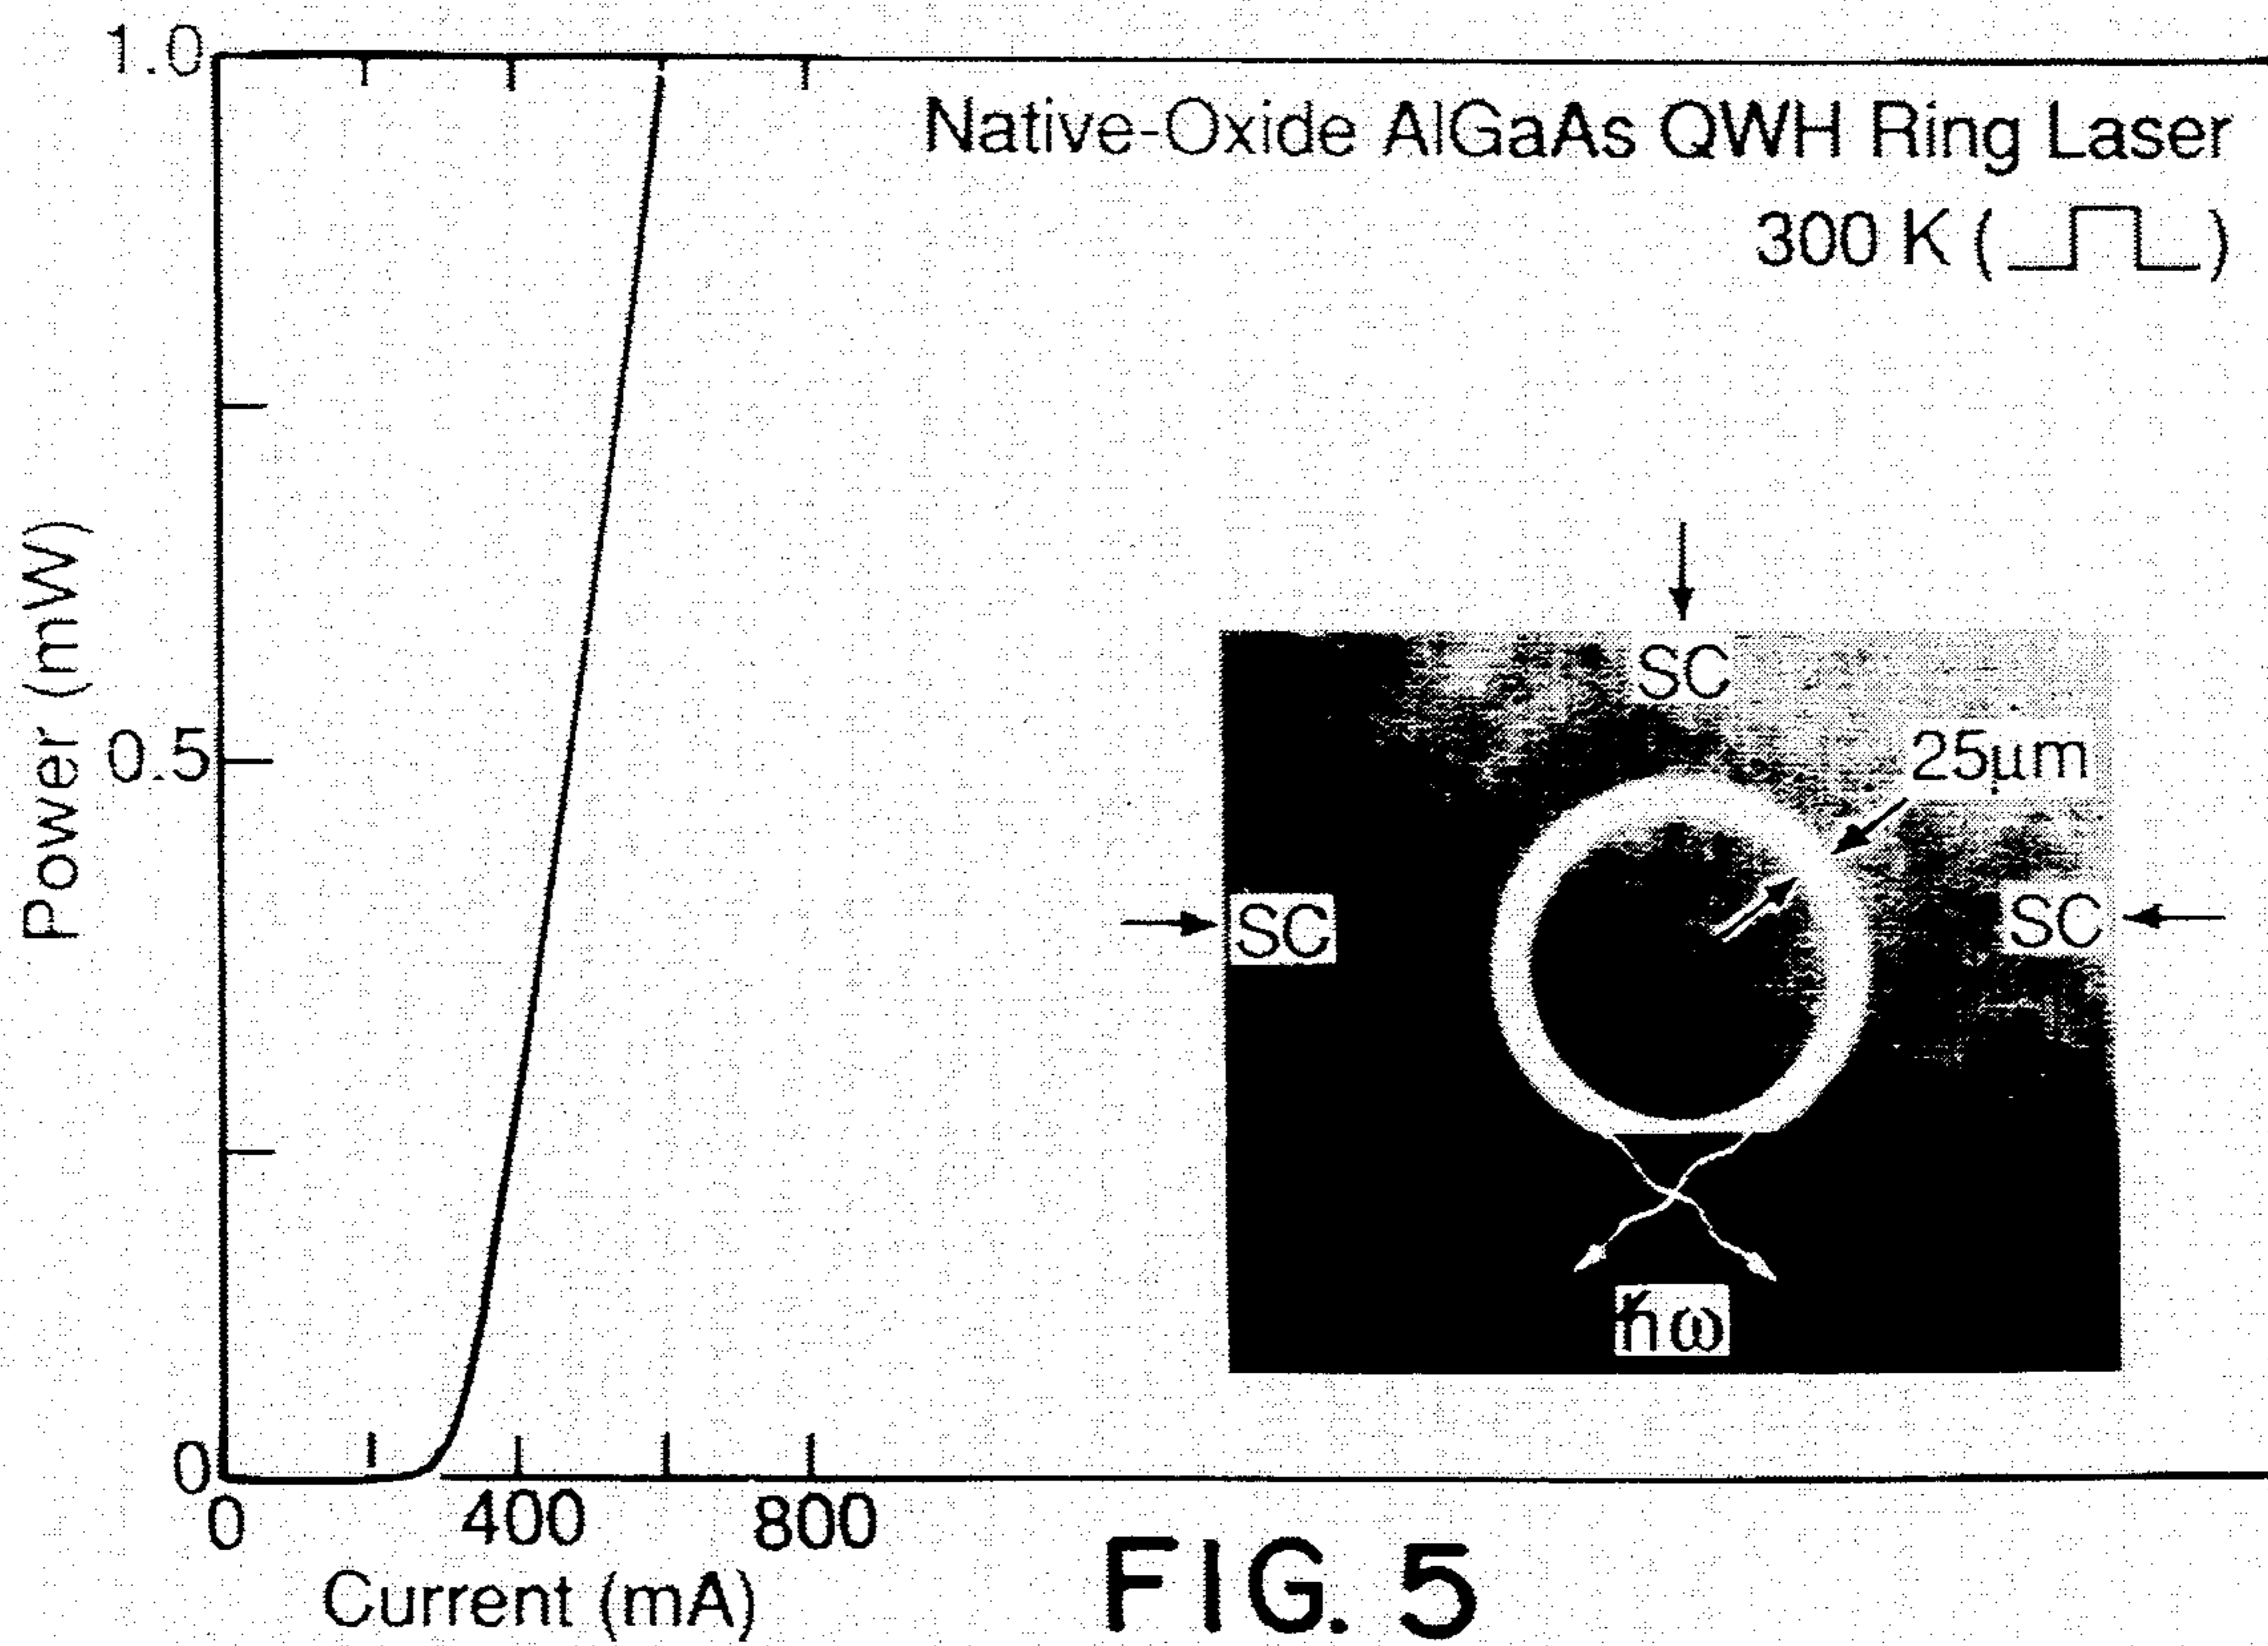 1.0
Native-Oxide AlGaAs QWH Ring Laser
300 K ( )
Power (mW)
0.5
SC
25μm
SC
SC
ħω
0
0
400
800
Current (mA)
FIG. 5